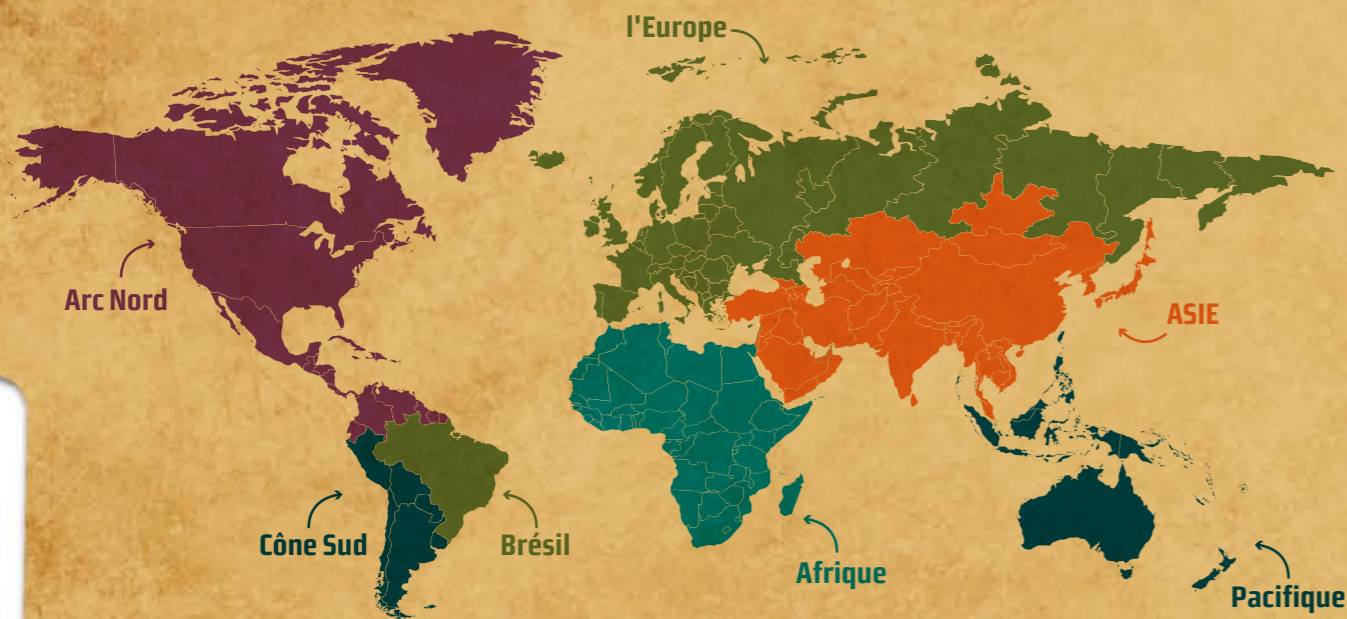 l'Europe
Arc Nord
ASIE
Cône Sud
Brésil
Afrique
Pacifique